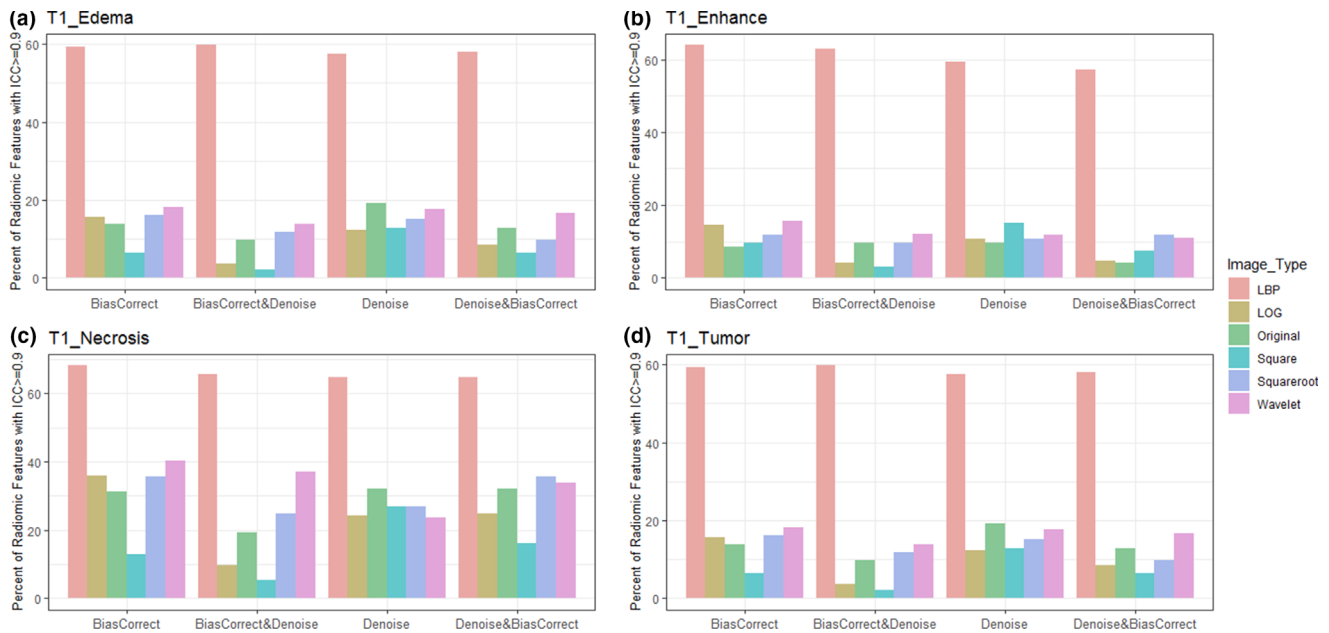 (a) T1_Edema
Percent of Radiomic Features with ICC>=0.9
60
40
20
0
BiasCorrect BiasCorrect&Denoise Denoise Denoise&BiasCorrect
(b) T1_Enhance
Percent of Radiomic Features with ICC>=0.9
60
40
20
0
BiasCorrect BiasCorrect&Denoise Denoise Denoise&BiasCorrect
(c) T1_Necrosis
Percent of Radiomic Features with ICC>=0.9
60
40
20
0
BiasCorrect BiasCorrect&Denoise Denoise Denoise&BiasCorrect
(d) T1_Tumor
Percent of Radiomic Features with ICC>=0.9
60
40
20
0
BiasCorrect BiasCorrect&Denoise Denoise Denoise&BiasCorrect
Image_Type
LBP
LOG
Original
Square
Squareroot
Wavelet